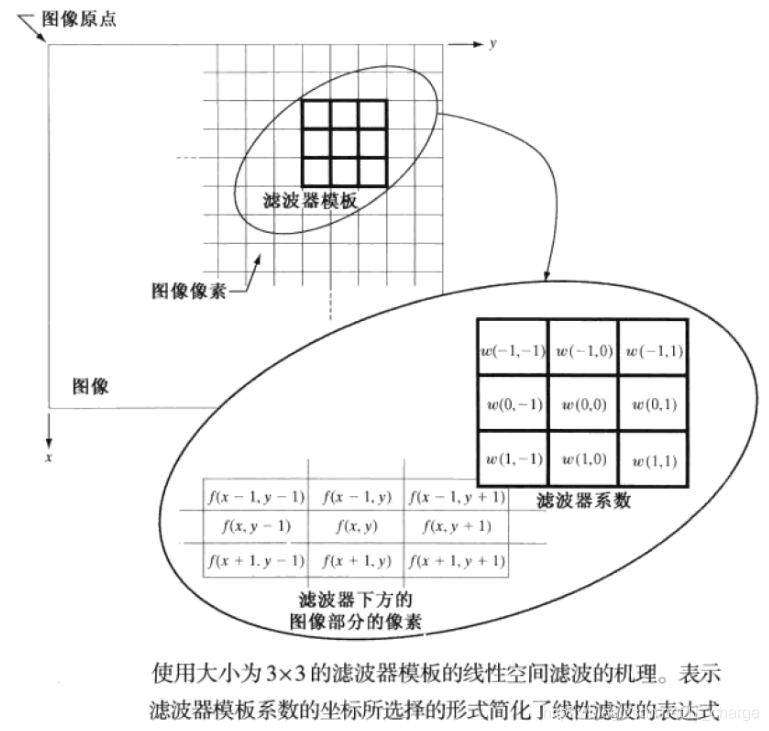 图像原点
y
滤波器模板
图像像素
图像
x
w(−1,−1) w(−1,0) w(−1,1)
w(0,−1) w(0,0) w(0,1)
w(1,−1) w(1,0) w(1,1)
滤波器系数
f(x − 1, y − 1) f(x − 1, y) f(x − 1, y + 1)
f(x, y − 1) f(x, y) f(x, y + 1)
f(x + 1. y − 1) f(x + 1, y) f(x + 1, y + 1)
滤波器下方的
图像部分的像素
使用大小为 3×3 的滤波器模板的线性空间滤波的机理。表示
滤波器模板系数的坐标所选择的形式简化了线性滤波的表达式